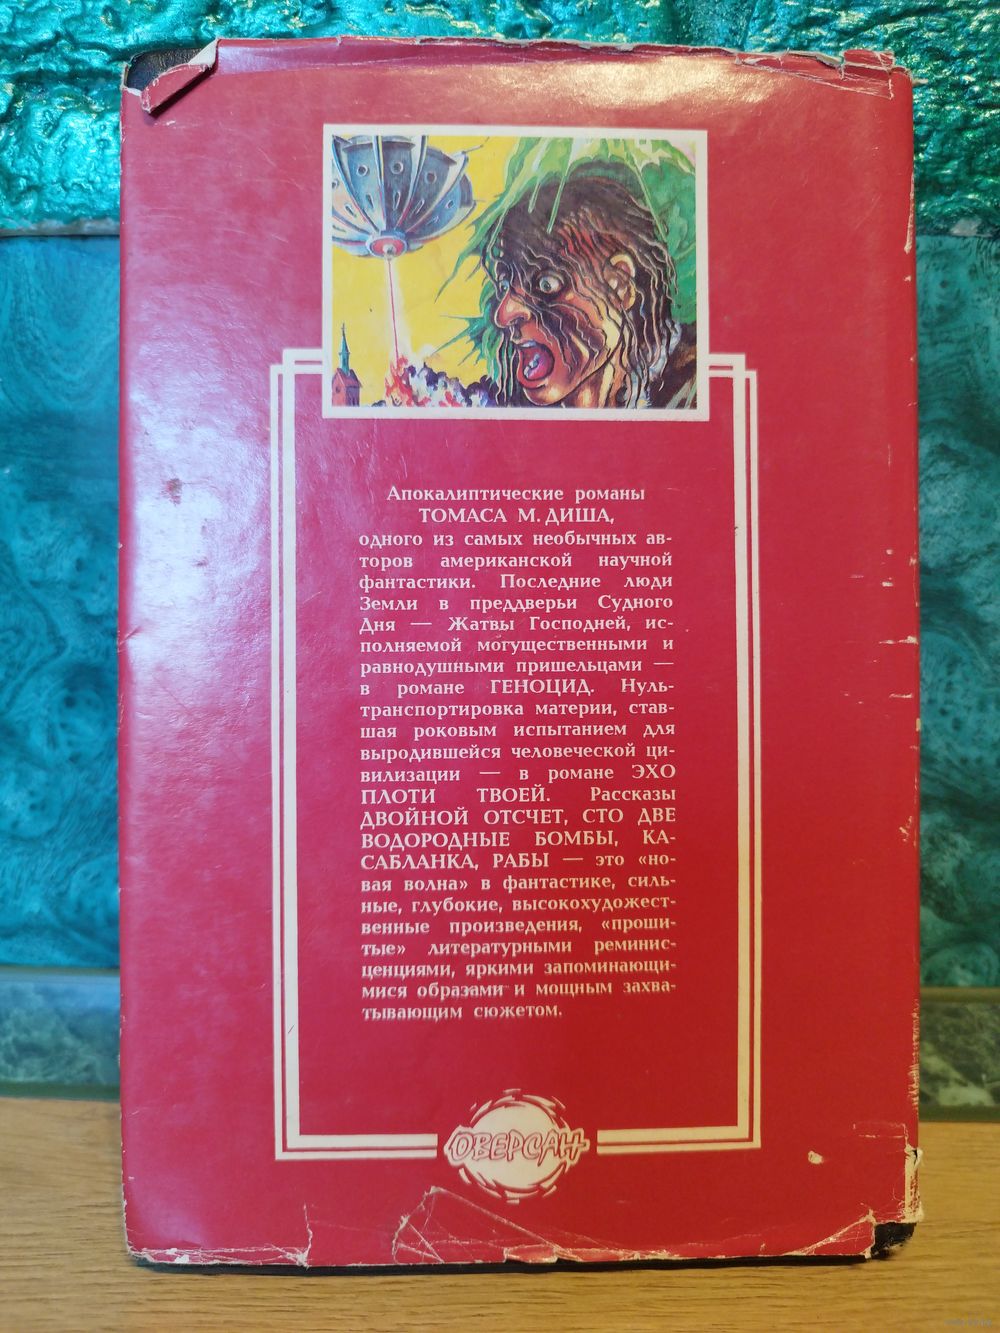 Апокалиптические романы
ТОМАСА М. ДИША,
одного из самых необычных ав-
торов американской научной
фантастики. Последние люди
Земли в преддверьи Судного
Дня — Жатвы Господней, ис-
полняемой могущественными и
равнодушными пришельцами —
в романе ГЕНОЦИД. Нуль-
транспортировка материи, став-
шая роковым испытанием для
выродившейся человеческой ци-
вилизации — в романе ЭХО
ПЛОТИ ТВОЕЙ. Рассказы
ДВОЙНОЙ ОТСЧЕТ, СТО ДВЕ
ВОДОРОДНЫЕ БОМБЫ, КА-
САБЛАНКА, РАБЫ — это «но-
вая волна» в фантастике, силь-
ные, глубокие, высокохудожест-
венные произведения, «проши-
тые» литературными реминис-
ценциями, яркими запоминающи-
мися образами и мощным захва-
тывающим сюжетом.
ОВЕРСАН